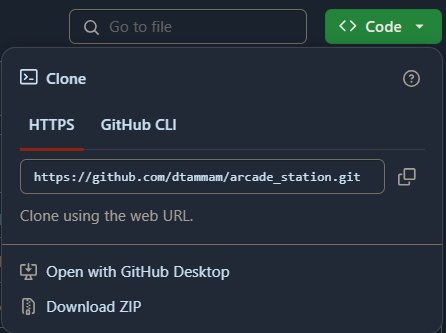 Go to file
<> Code
Clone
HTTPS GitHub CLI
https://github.com/dtammam/arcade_station.git
Clone using the web URL.
Open with GitHub Desktop
Download ZIP